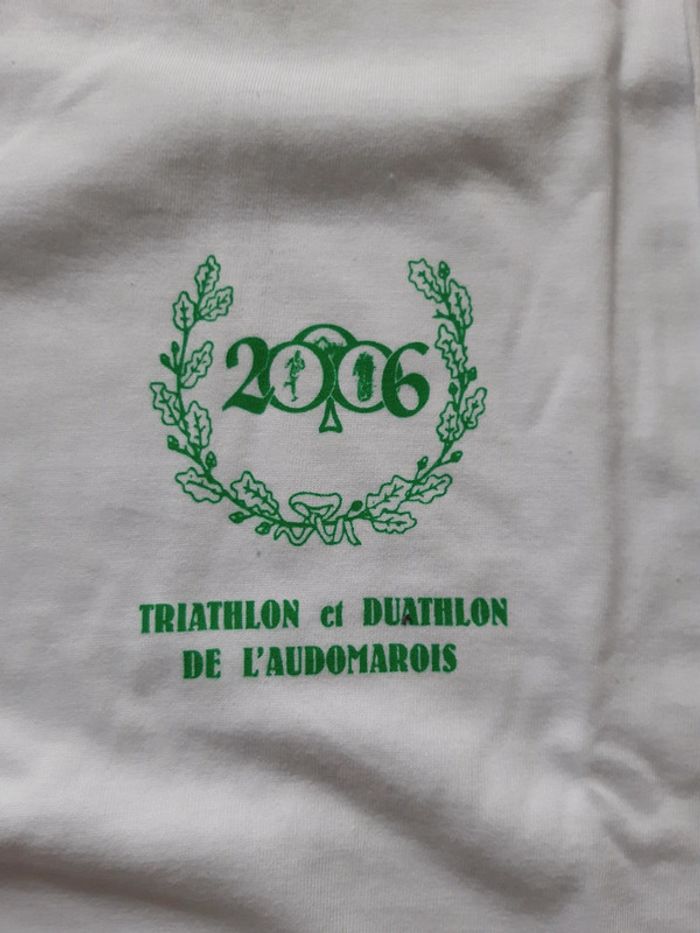 2006
TRIATHLON et DUATHLON
DE L'AUDOMAROIS